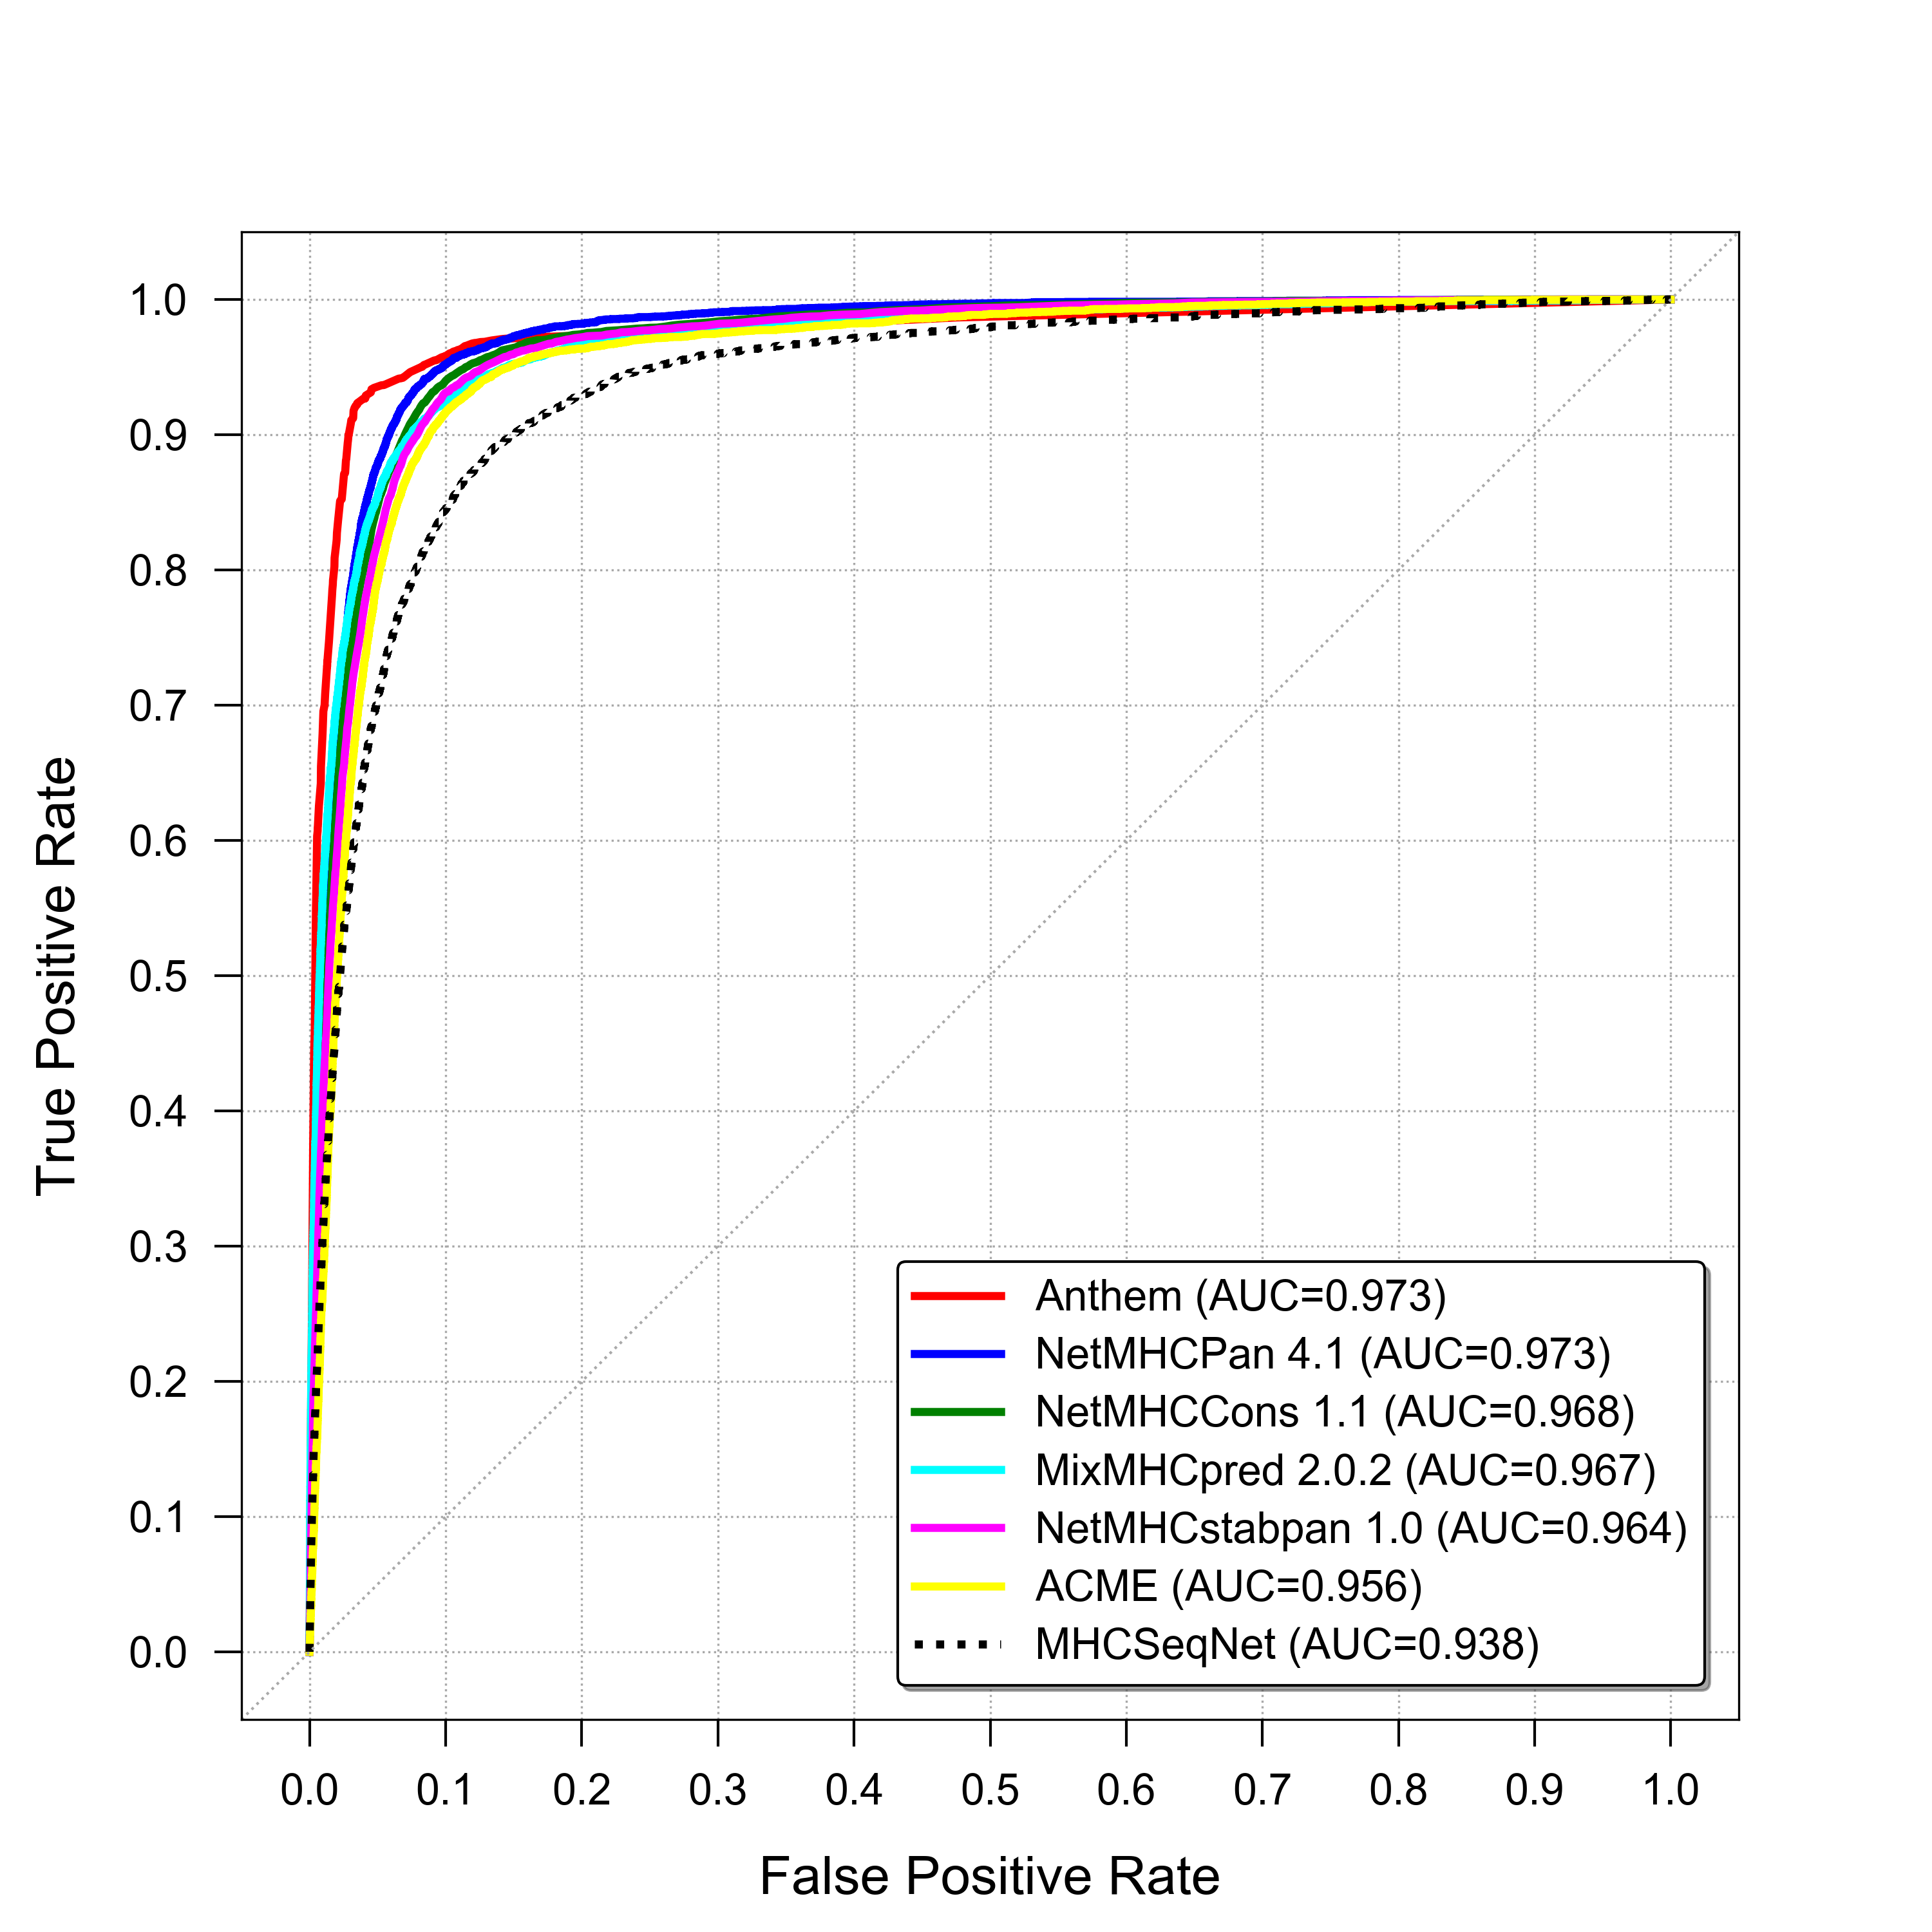 1.0
0.9
0.8
0.7
0.6
0.5
0.4
0.3
0.2
0.1
0.0
True Positive Rate
Anthem (AUC=0.973)
NetMHCPan 4.1 (AUC=0.973)
NetMHCCons 1.1 (AUC=0.968)
MixMHCpred 2.0.2 (AUC=0.967)
NetMHCstabpan 1.0 (AUC=0.964)
ACME (AUC=0.956)
MHCSeqNet (AUC=0.938)
0.0 0.1 0.2 0.3 0.4 0.5 0.6 0.7 0.8 0.9 1.0
False Positive Rate